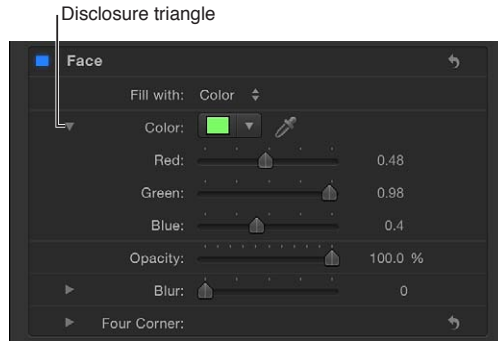 Disclosure triangle
Face
Fill with: Color
Color:
Red: 0.48
Green: 0.98
Blue: 0.4
Opacity: 100.0 %
Blur: 0
Four Corner: